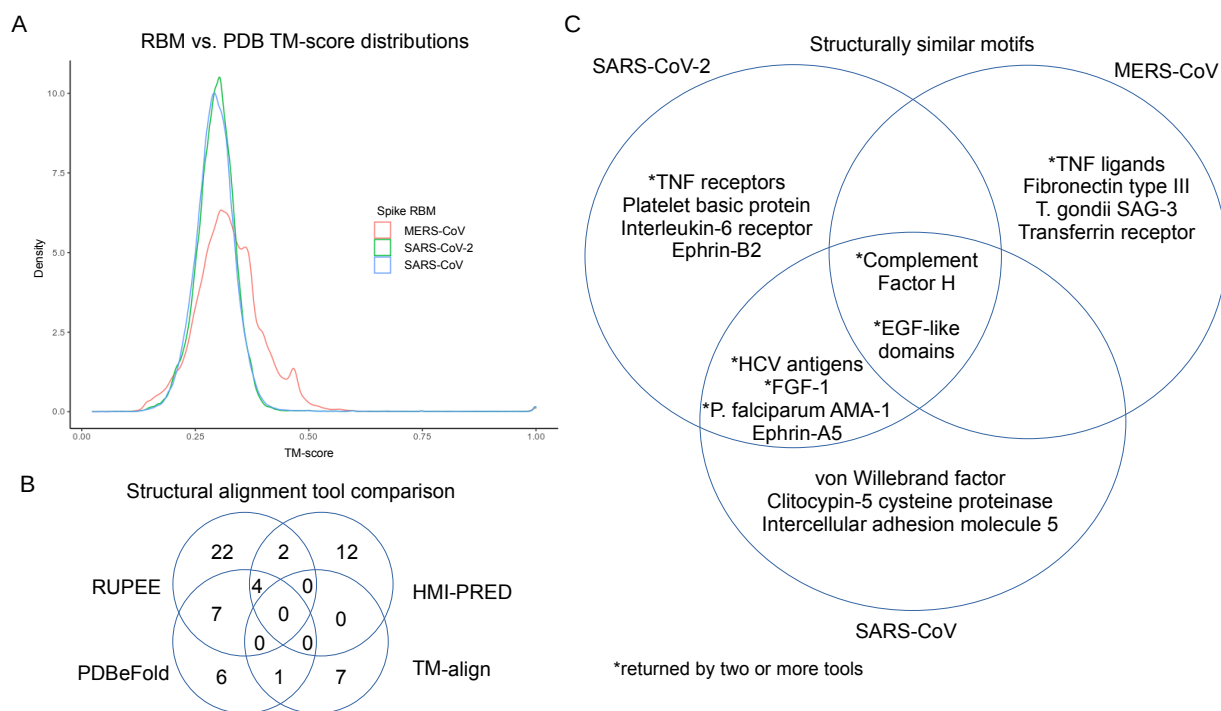 A
RBM vs. PDB TM-score distributions
10.0
7.5
5.0
2.5
0.0
Density
0.00
0.25
0.50
0.75
1.00
TM-score
Spike RBM
MERS-CoV
SARS-CoV-2
SARS-CoV
B
Structural alignment tool comparison
22
2
12
RUPEE
4
0
HMI-PRED
7
0
0
0
0
PDBeFold
6
1
7
TM-align
C
Structurally similar motifs
SARS-CoV-2
MERS-CoV
*TNF receptors
Platelet basic protein
Interleukin-6 receptor
Ephrin-B2
*TNF ligands
Fibronectin type III
T. gondii SAG-3
Transferrin receptor
*Complement
Factor H
*EGF-like
domains
*HCV antigens
*FGF-1
*P. falciparum AMA-1
Ephrin-A5
von Willebrand factor
Clitocypin-5 cysteine proteinase
Intercellular adhesion molecule 5
SARS-CoV
*returned by two or more tools